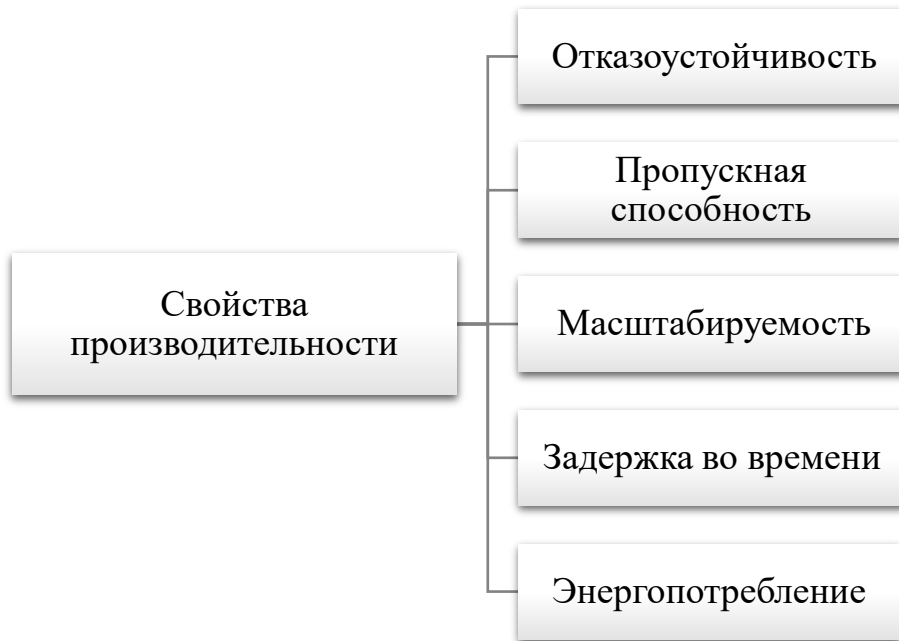 Свойства
производительности
Отказоустойчивость
Пропускная
способность
Масштабируемость
Задержка во времени
Энергопотребление